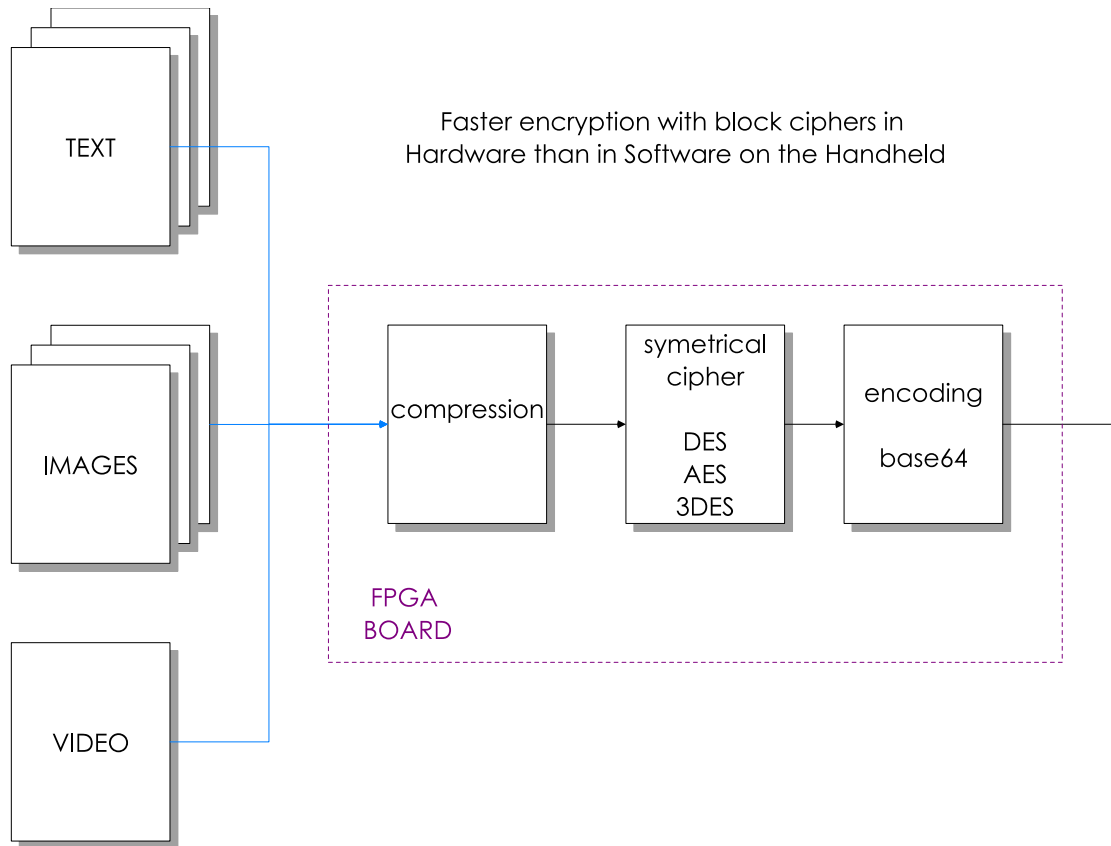 TEXT
Faster encryption with block ciphers in
Hardware than in Software on the Handheld
IMAGES
compression
symetrical
cipher
DES
AES
3DES
encoding
base64
FPGA
BOARD
VIDEO